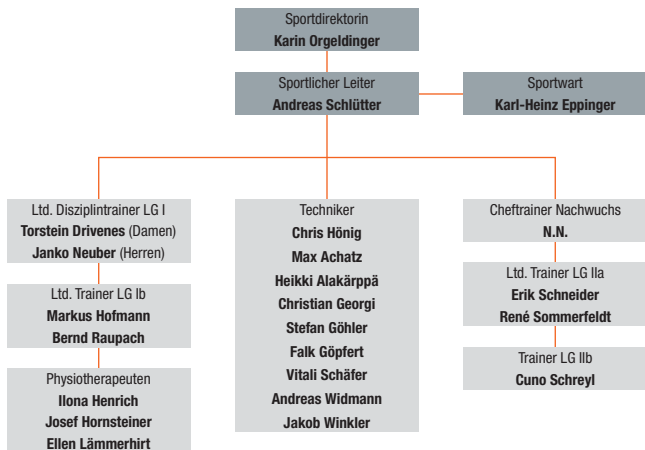 Sportdirektorin
Karin Orgeldinger
Sportlicher Leiter
Andreas Schlütter
Sportwart
Karl-Heinz Eppinger
Ltd. Disziplintrainer LG I
Torstein Drivenes (Damen)
Janko Neuber (Herren)
Ltd. Trainer LG Ib
Markus Hofmann
Bernd Raupach
Physiotherapeuten
Ilona Henrich
Josef Hornsteiner
Ellen Lämmerhirt
Techniker
Chris Hönig
Max Achatz
Heikki Alakärppä
Christian Georgi
Stefan Göhler
Falk Göpfert
Vitali Schäfer
Andreas Widmann
Jakob Winkler
Cheftrainer Nachwuchs
N.N.
Ltd. Trainer LG IIa
Erik Schneider
René Sommerfeldt
Trainer LG IIb
Cuno Schreyl